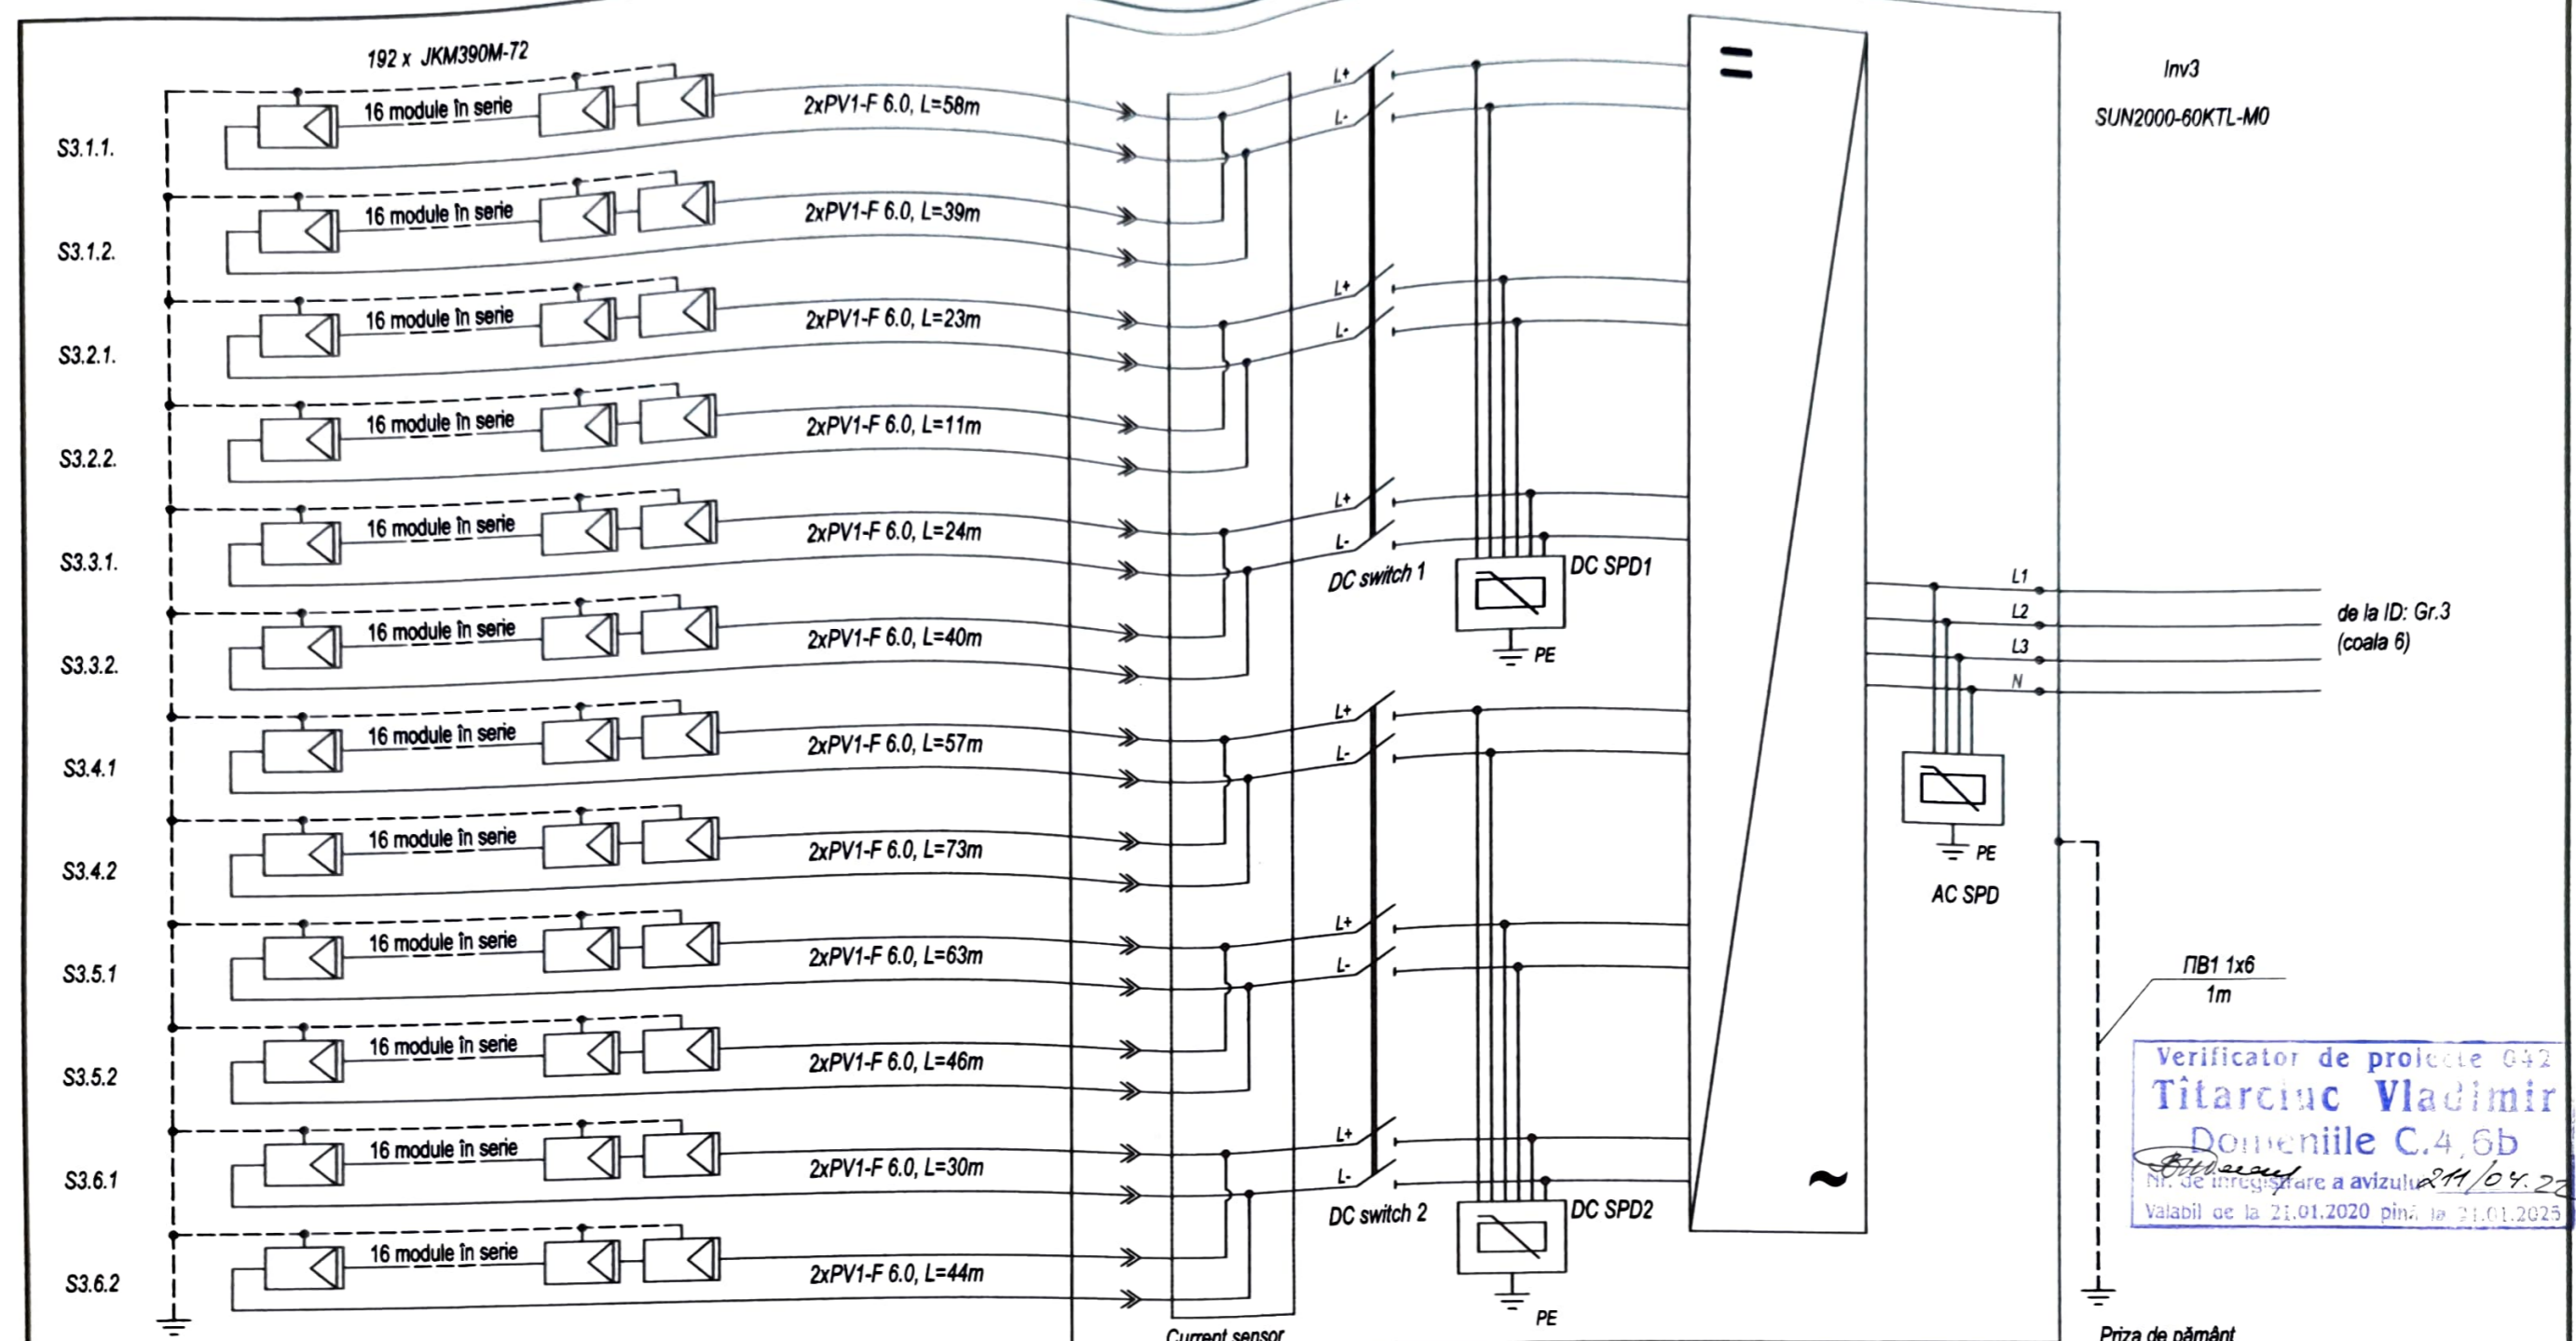 192 x JKM390M-72
S3.1.1.
16 module în serie
2xPV1-F 6.0, L=58m
S3.1.2.
16 module în serie
2xPV1-F 6.0, L=39m
S3.2.1.
16 module în serie
2xPV1-F 6.0, L=23m
S3.2.2.
16 module în serie
2xPV1-F 6.0, L=11m
S3.3.1.
16 module în serie
2xPV1-F 6.0, L=24m
S3.3.2.
16 module în serie
2xPV1-F 6.0, L=40m
S3.4.1
16 module în serie
2xPV1-F 6.0, L=57m
S3.4.2
16 module în serie
2xPV1-F 6.0, L=73m
S3.5.1
16 module în serie
2xPV1-F 6.0, L=63m
S3.5.2
16 module în serie
2xPV1-F 6.0, L=46m
S3.6.1
16 module în serie
2xPV1-F 6.0, L=30m
S3.6.2
16 module în serie
2xPV1-F 6.0, L=44m
Current sensor
L+
L-
L+
L-
L+
L-
DC switch 1
DC SPD1
PE
L+
L-
L+
L-
L+
L-
DC switch 2
DC SPD2
PE
Inv3
SUN2000-60KTL-M0
L1
L2
L3
N
de la ID: Gr.3
(coala 6)
PE
AC SPD
ПВ1 1x6
1m
Verificator de proiecte 042
Tîtarciuc Vladimir
Domeniile C.4,6b
Nr. de înregistrare a avizului 211/04.22
Valabil de la 21.01.2020 pînă la 21.01.2025
Priza de pământ